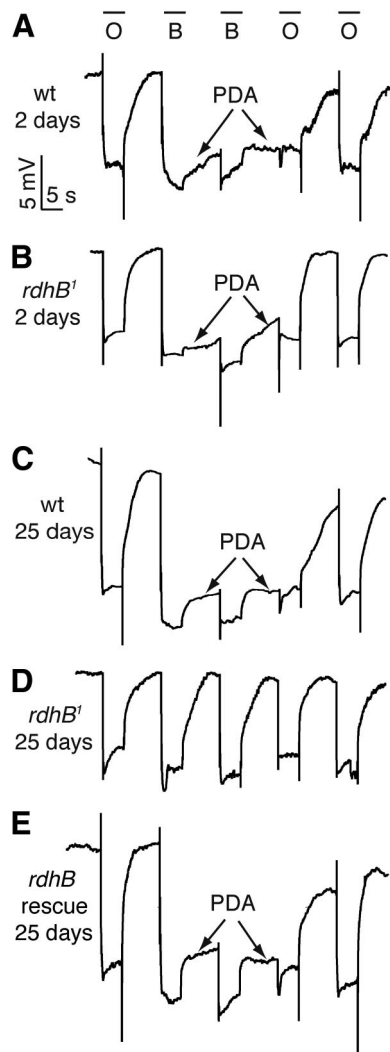 A
O B B O O
wt
2 days
PDA
5 mV
5 s
B
rdhB¹
2 days
PDA
C
wt
25 days
PDA
D
rdhB¹
25 days
E
rdhB
rescue
25 days
PDA